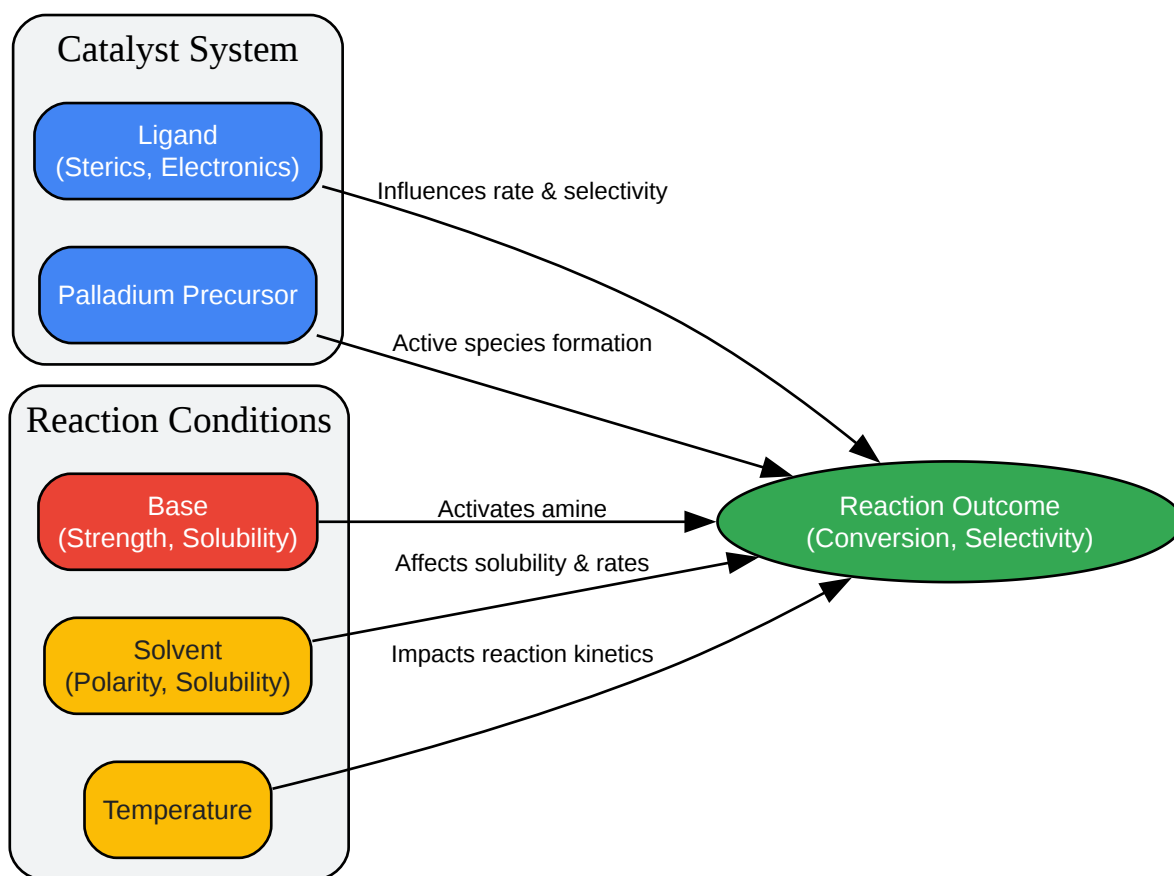 Catalyst System
Ligand
(Sterics, Electronics)
Influences rate & selectivity
Palladium Precursor
Active species formation
Reaction Conditions
Base
(Strength, Solubility)
Activates amine
Reaction Outcome
(Conversion, Selectivity)
Affects solubility & rates
Solvent
(Polarity, Solubility)
Impacts reaction kinetics
Temperature